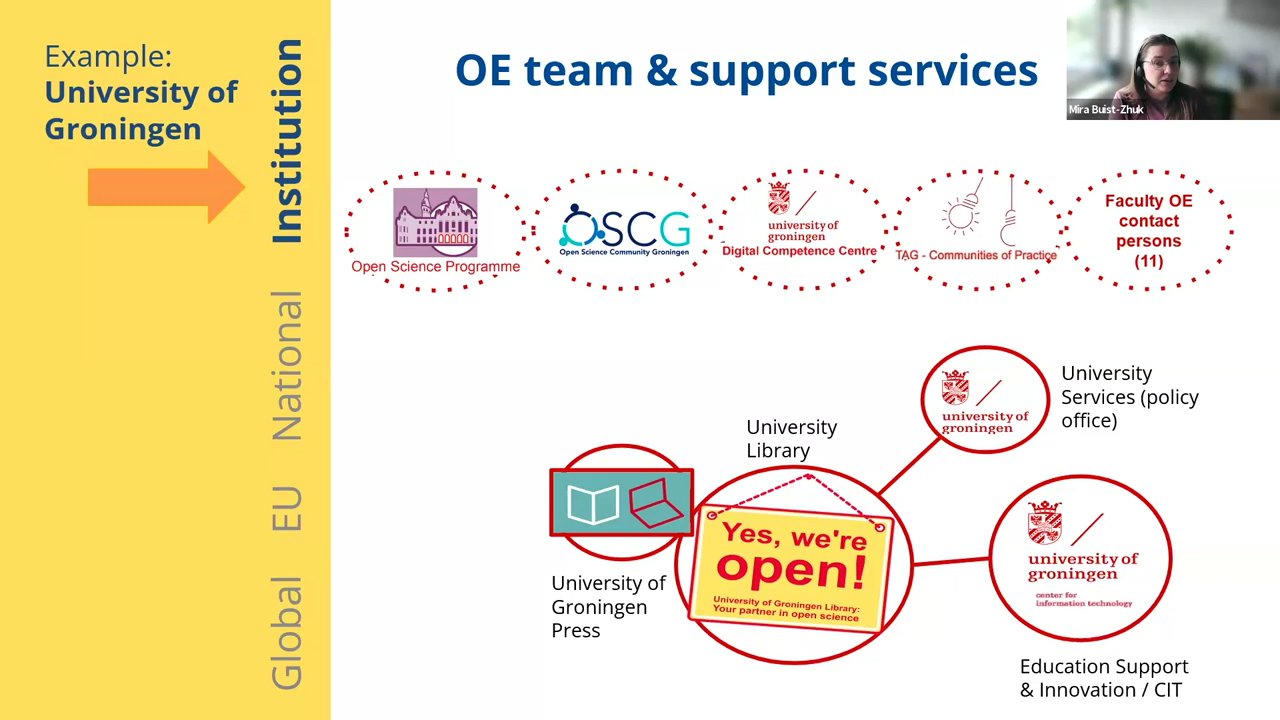 Example:
University of
Groningen
Institution
National
EU
Global
OE team & support services
Mira Buist-Zhuk
Open Science Programme
OSCG
Open Science Community Groningen
university of
groningen
Digital Competence Centre
TAG - Communities of Practice
Faculty OE
contact
persons
(11)
university of
groningen
University
Services (policy
office)
University
Library
Yes, we're
open!
University of Groningen Library:
Your partner in open science
University of
Groningen
Press
university of
groningen
center for
information technology
Education Support
& Innovation / CIT